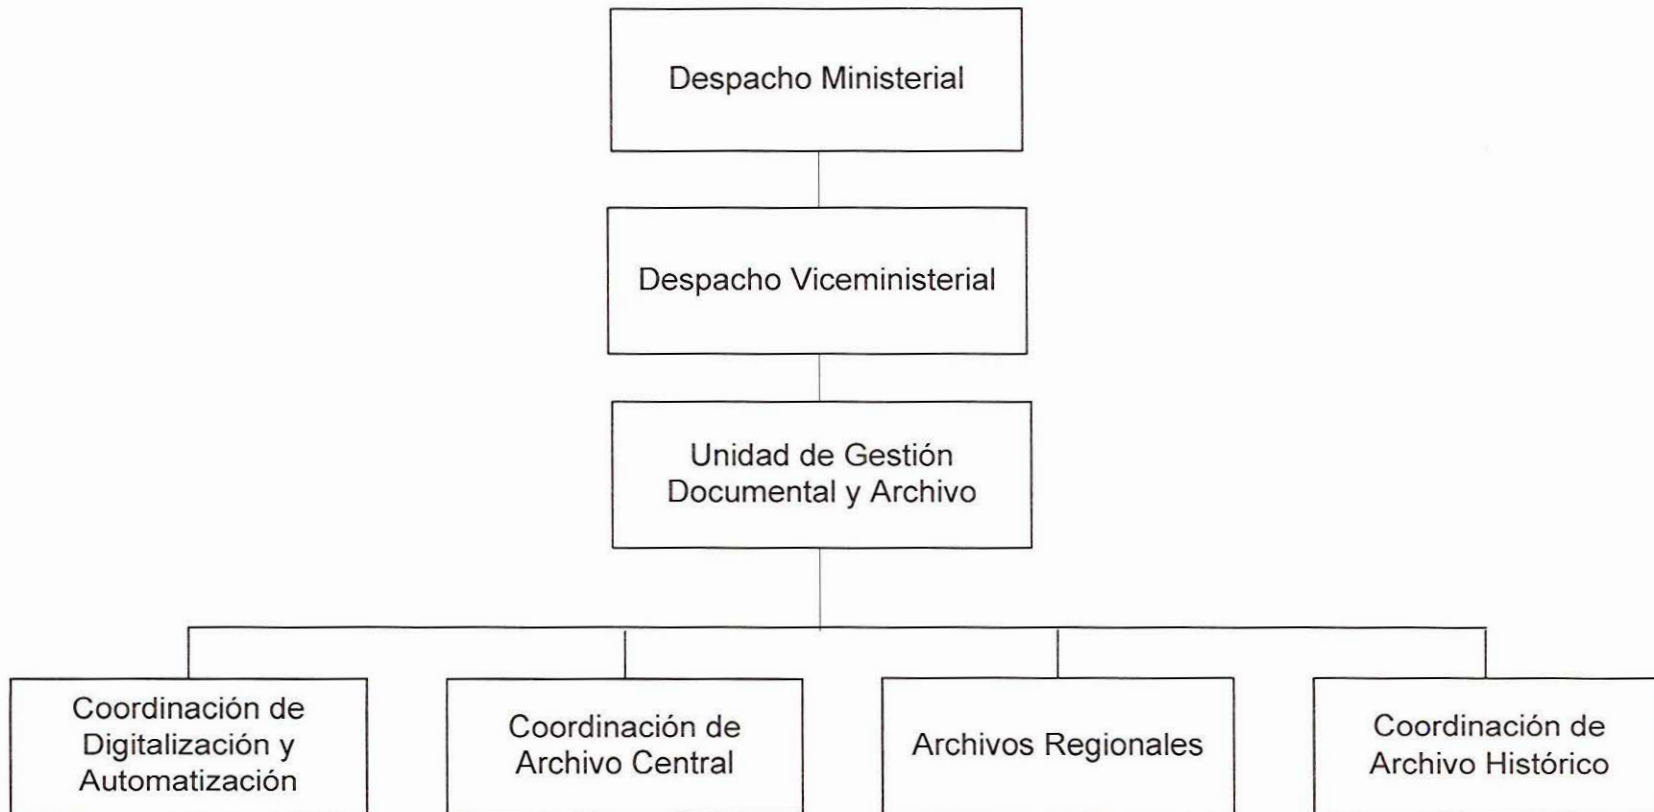 Despacho Ministerial
Despacho Viceministerial
Unidad de Gestión
Documental y Archivo
Coordinación de
Digitalización y
Automatización
Coordinación de
Archivo Central
Archivos Regionales
Coordinación de
Archivo Histórico